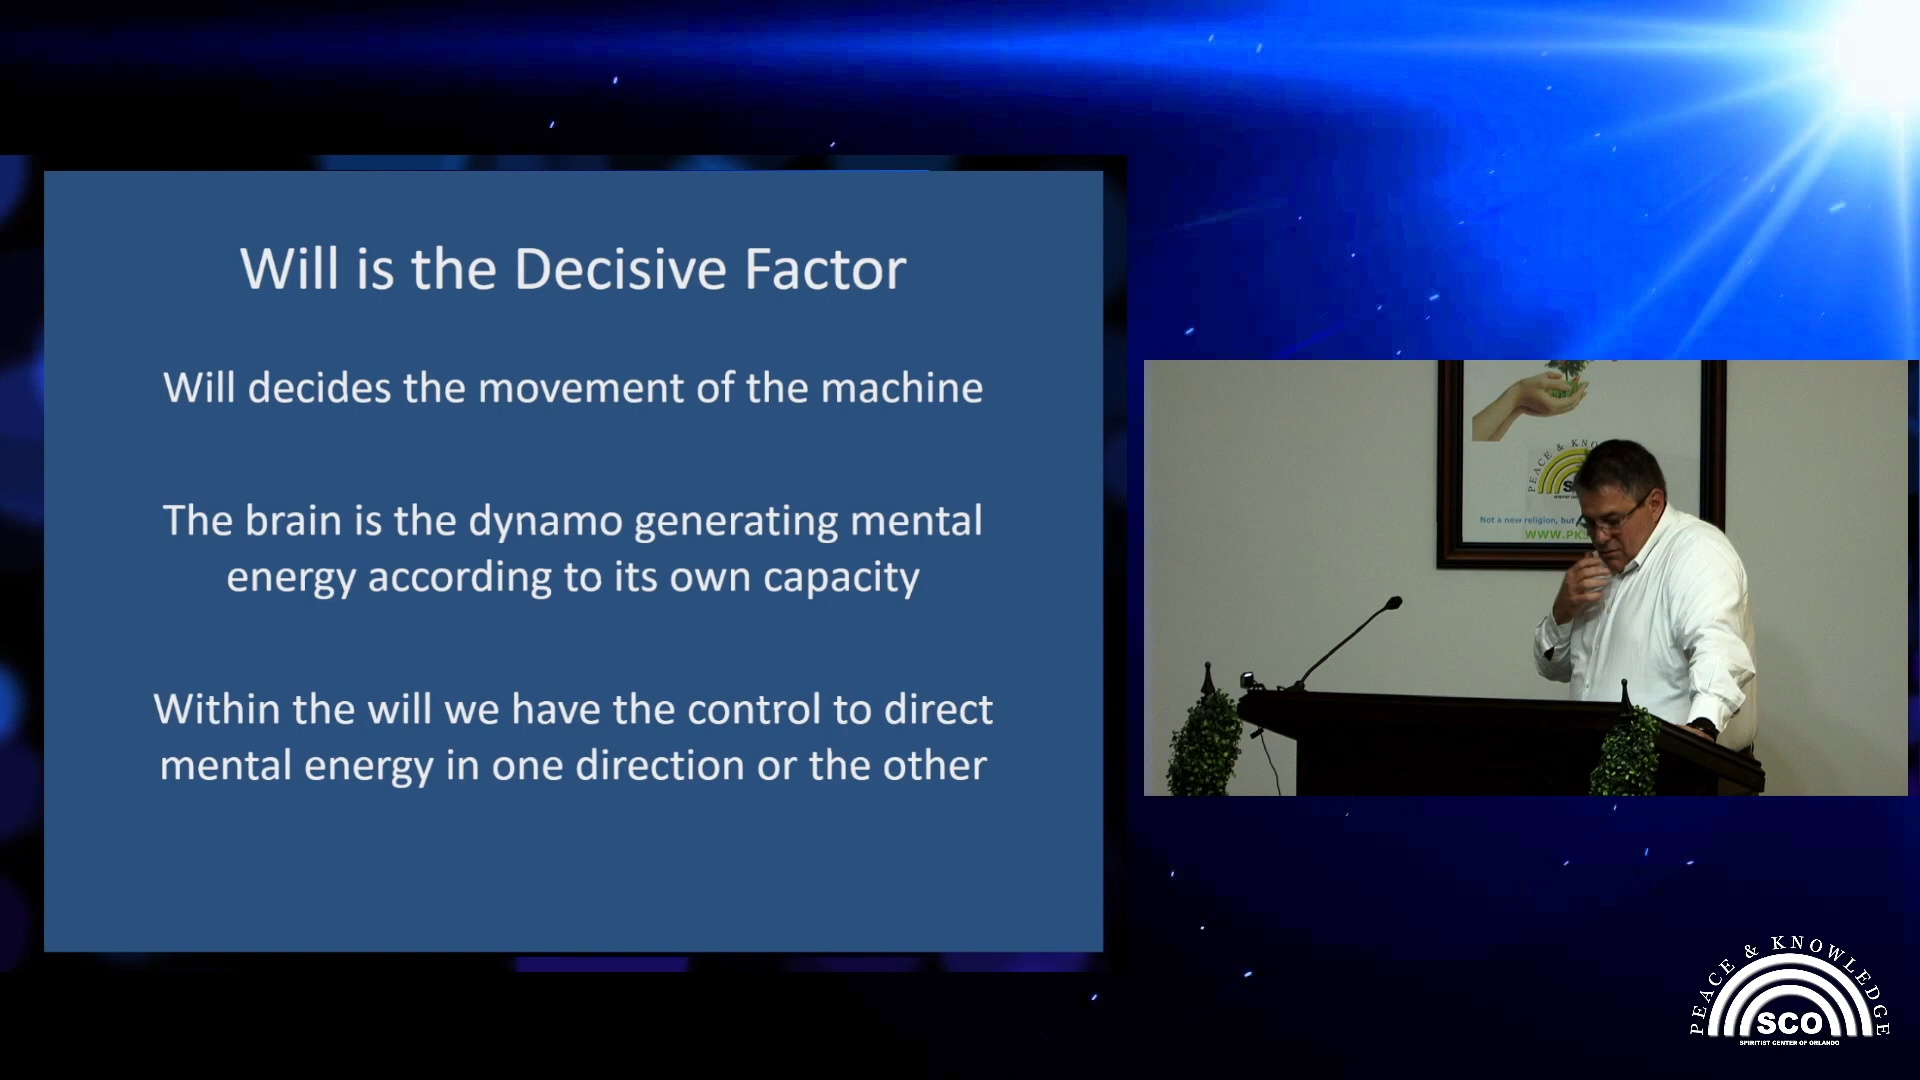 Will is the Decisive Factor
Will decides the movement of the machine
The brain is the dynamo generating mental
energy according to its own capacity
Within the will we have the control to direct
mental energy in one direction or the other
PEACE & KNO
S
Not a new religion, but
WWW.PK
PEACE & KNOWLEDGE
SCO
SPIRITIST CENTER OF ORLANDO